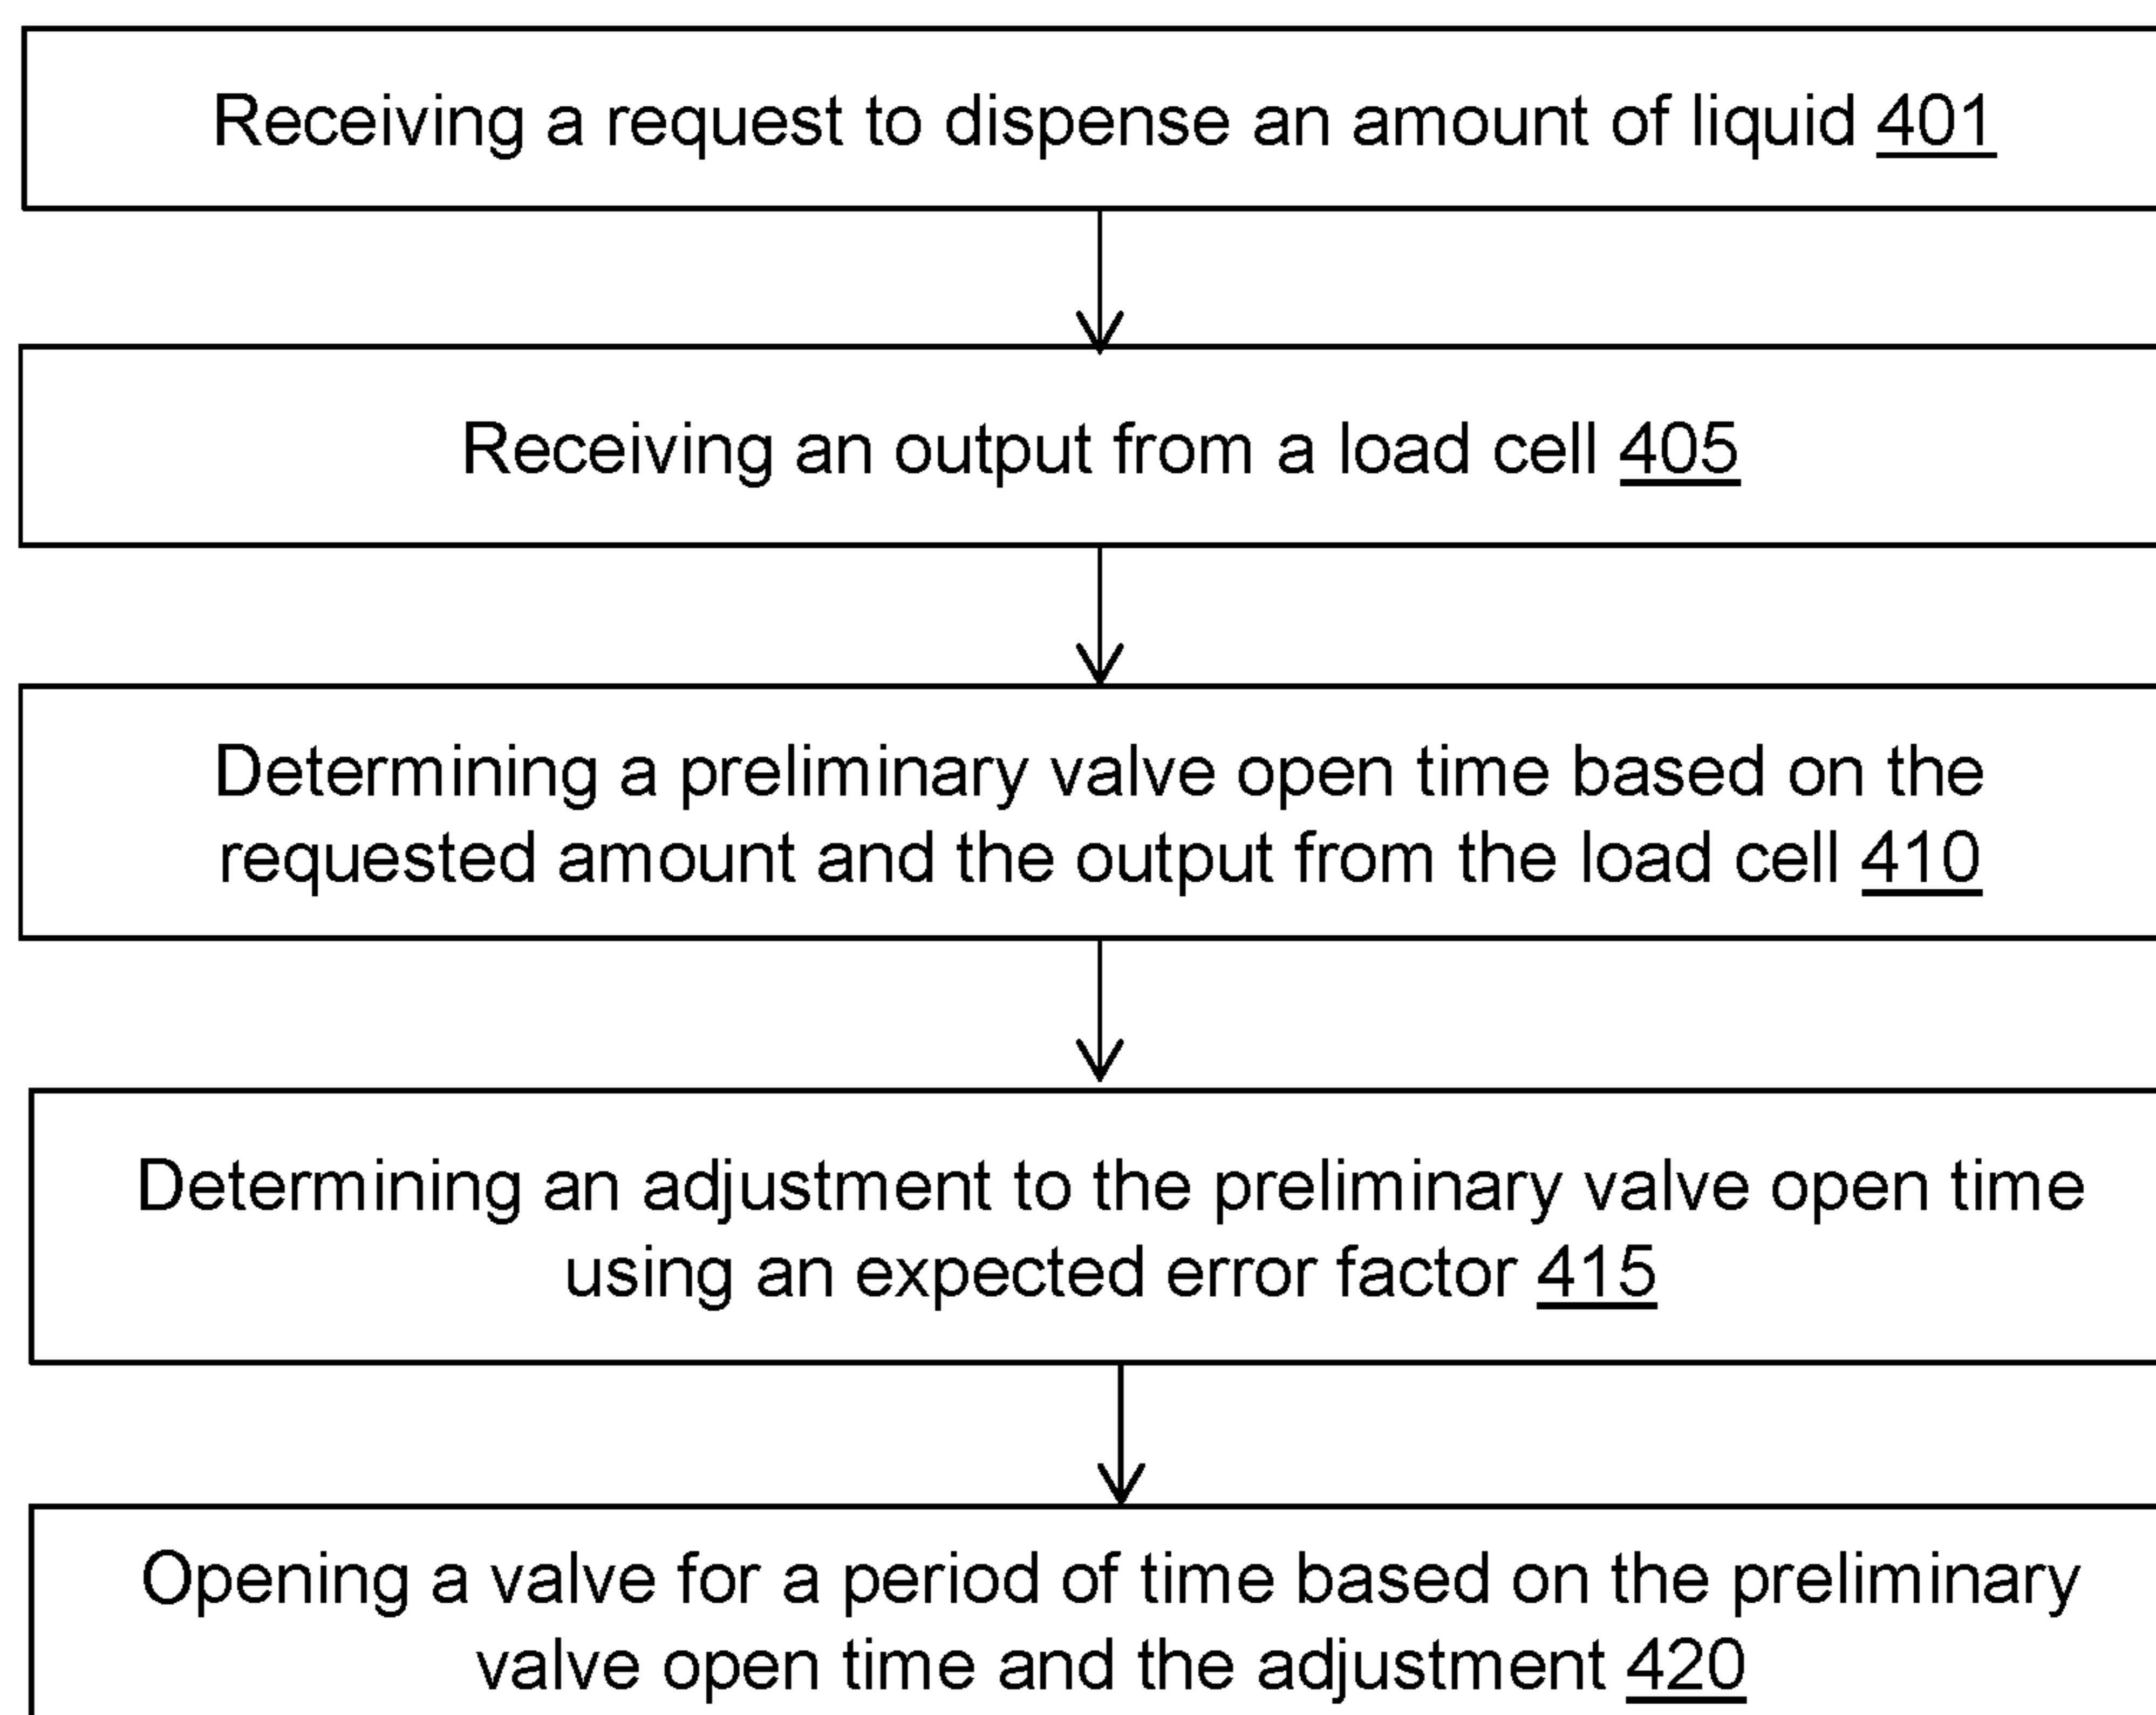 Receiving a request to dispense an amount of liquid 401
Receiving an output from a load cell 405
Determining a preliminary valve open time based on the
requested amount and the output from the load cell 410
Determining an adjustment to the preliminary valve open time
using an expected error factor 415
Opening a valve for a period of time based on the preliminary
valve open time and the adjustment 420